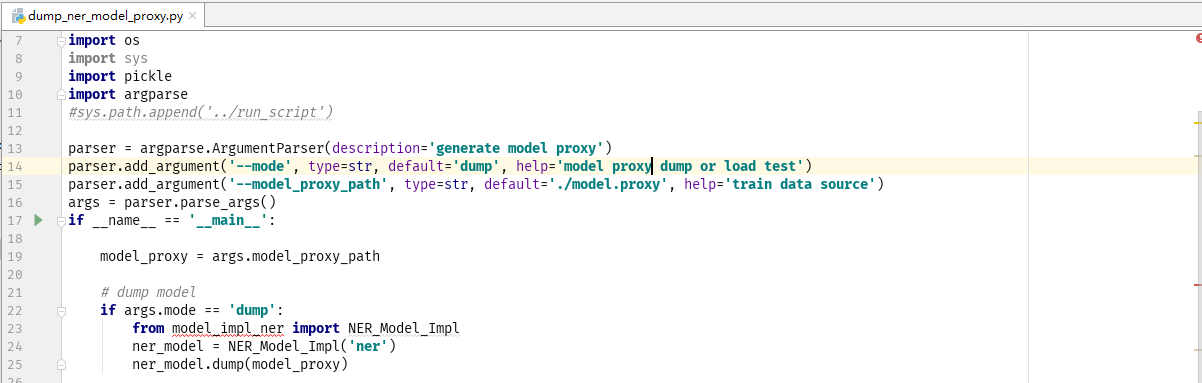 dump_ner_model_proxy.py
7 import os
8 import sys
9 import pickle
10 import argparse
11 #sys.path.append('../run_script')
12
13 parser = argparse.ArgumentParser(description='generate model proxy')
14 parser.add_argument('--mode', type=str, default='dump', help='model proxy dump or load test')
15 parser.add_argument('--model_proxy_path', type=str, default='./model.proxy', help='train data source')
16 args = parser.parse_args()
17 if __name__ == '__main__':
18
19     model_proxy = args.model_proxy_path
20
21     # dump model
22     if args.mode == 'dump':
23         from model_impl_ner import NER_Model_Impl
24         ner_model = NER_Model_Impl('ner')
25         ner_model.dump(model_proxy)
26